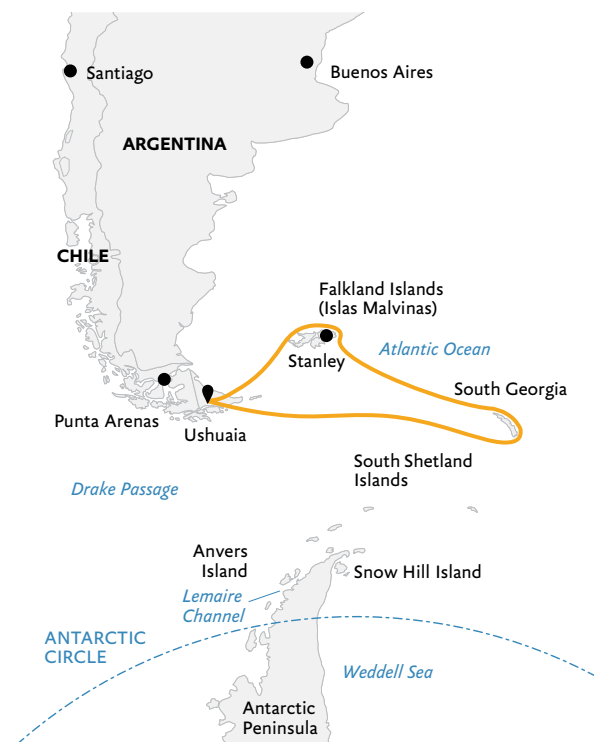 Santiago
Buenos Aires
ARGENTINA
CHILE
Falkland Islands
(Islas Malvinas)
Stanley
Atlantic Ocean
South Georgia
Punta Arenas
Ushuaia
South Shetland
Islands
Drake Passage
Anvers
Island
Snow Hill Island
Lemaire
Channel
ANTARCTIC
CIRCLE
Weddell Sea
Antarctic
Peninsula